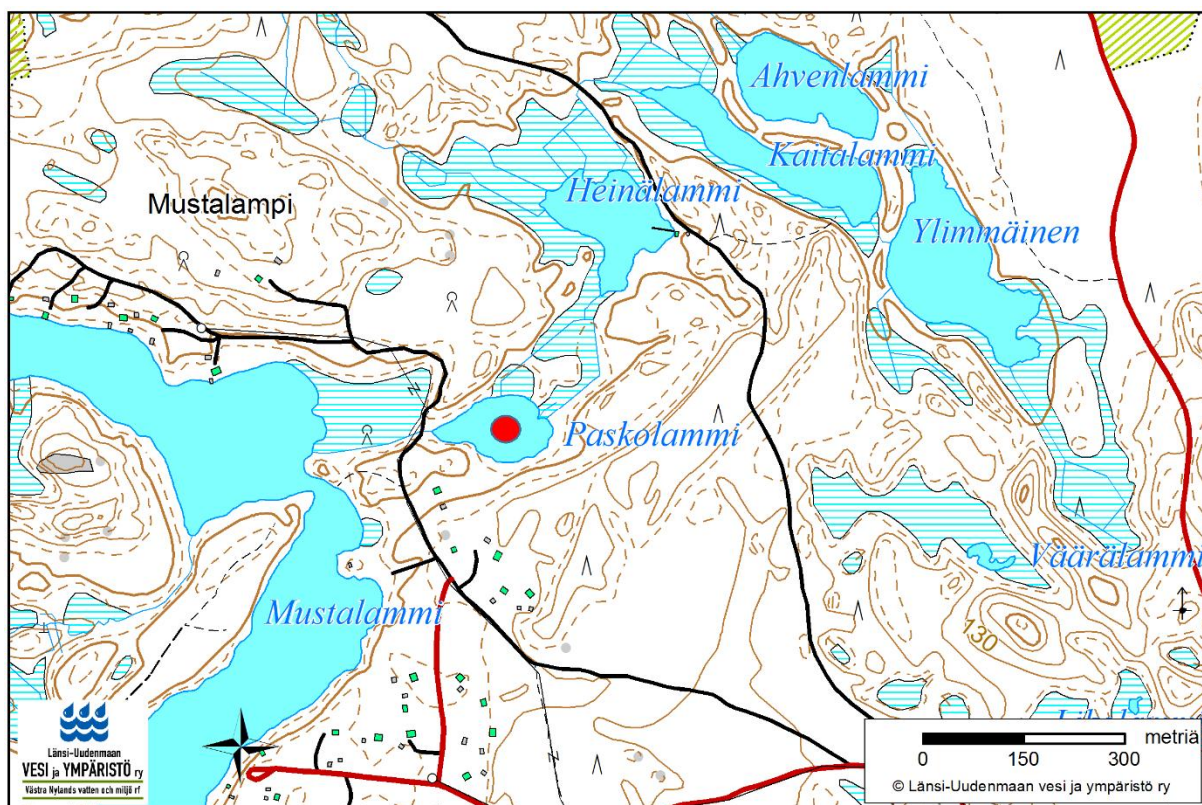 Ahvenlammi
Kaitalammi
Heinälammi
Mustalampi
Ylimmäinen
Paskolammi
Väärälammi
Mustalammi
130
Länsi-Uudenmaan
VESI ja YMPÄRISTÖ ry
Västra Nylands vatten och miljö rf
metriä
0 150 300
© Länsi-Uudenmaan vesi ja ympäristö ry